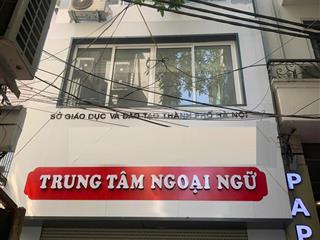 SỞ GIÁO DỤC VÀ ĐÀO TẠO THÀNH PHỐ HÀ NỘI
TRUNG TÂM NGOẠI NGỮ
PAP